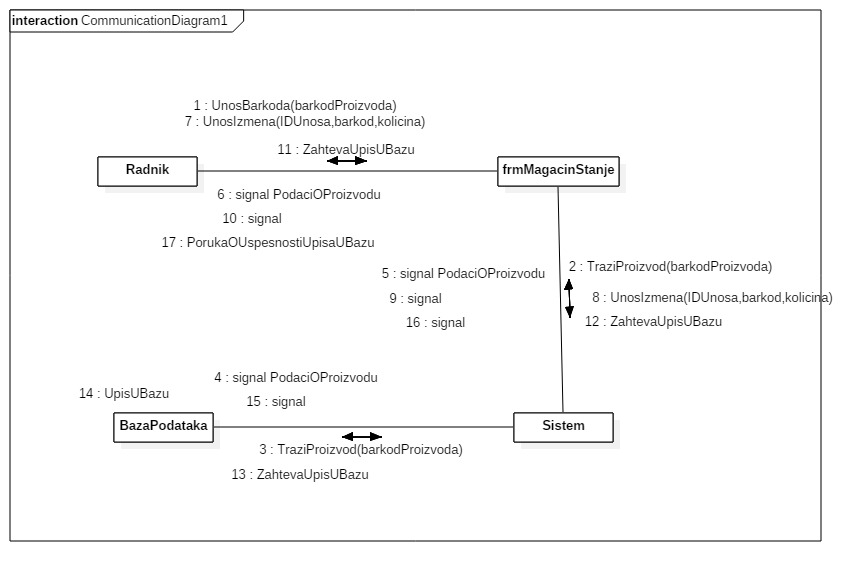 interaction CommunicationDiagram1
1 : UnosBarkoda(barkodProizvoda)
7 : UnosIzmena(IDUnosa,barkod,kolicina)
11 : ZahtevaUpisUBazu
Radnik
frmMagacinStanje
6 : signal PodaciOProizvodu
10 : signal
17 : PorukaOUspesnostiUpisaUBazu
5 : signal PodaciOProizvodu
2 : TraziProizvod(barkodProizvoda)
9 : signal
8 : UnosIzmena(IDUnosa,barkod,kolicina)
16 : signal
12 : ZahtevaUpisUBazu
4 : signal PodaciOProizvodu
14 : UpisUBazu
15 : signal
BazaPodataka
Sistem
3 : TraziProizvod(barkodProizvoda)
13 : ZahtevaUpisUBazu